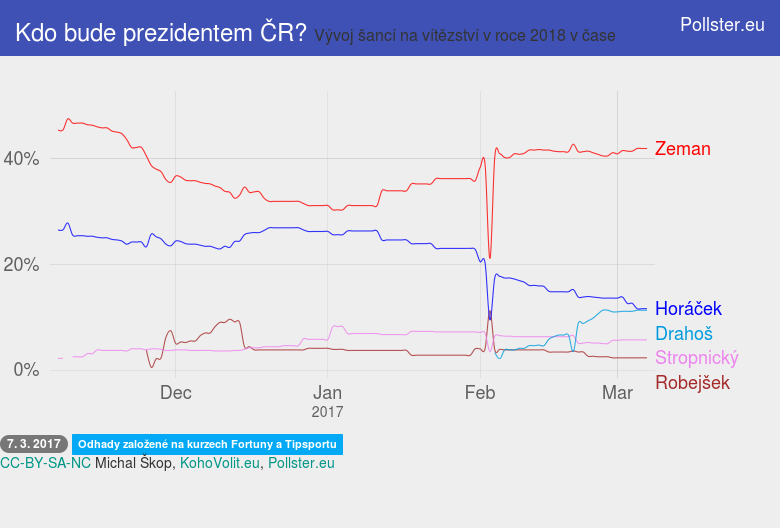 Kdo bude prezidentem ČR? Vývoj šancí na vítězství v roce 2018 v čase
Pollster.eu
40%
20%
0%
Zeman
Horáček
Drahoš
Stropnický
Robejšek
Dec Jan Feb Mar
2017
7. 3. 2017 Odhady založené na kurzech Fortuny a Tipsportu
CC-BY-SA-NC Michal Škop, KohoVolit.eu, Pollster.eu